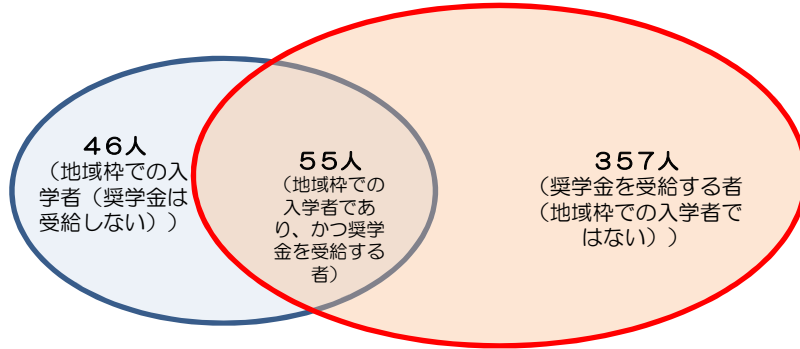 46人
（地域枠での入
学者（奨学金は
受給しない））
55人
（地域枠での
入学者であ
り、かつ奨学
金を受給する
者）
357人
（奨学金を受給する者
（地域枠での入学者で
はない））